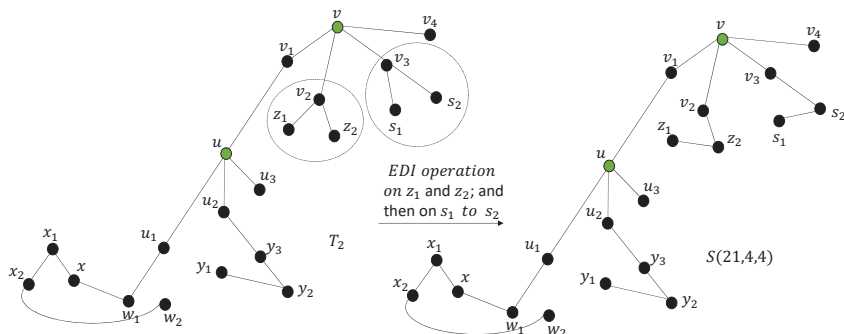 v
v₄
v₁
v₃
v₂
s₂
z₁
z₂
s₁
u
u₃
u₂
x₁
u₁
y₃
T₂
x₂
x
y₁
y₂
w₁
w₂
EDI operation
on z₁ and z₂; and
then on s₁ to s₂
v
v₄
v₁
v₃
v₂
s₂
z₁
z₂
s₁
u
u₃
u₂
x₁
u₁
y₃
S(21,4,4)
x₂
x
y₁
y₂
w₁
w₂